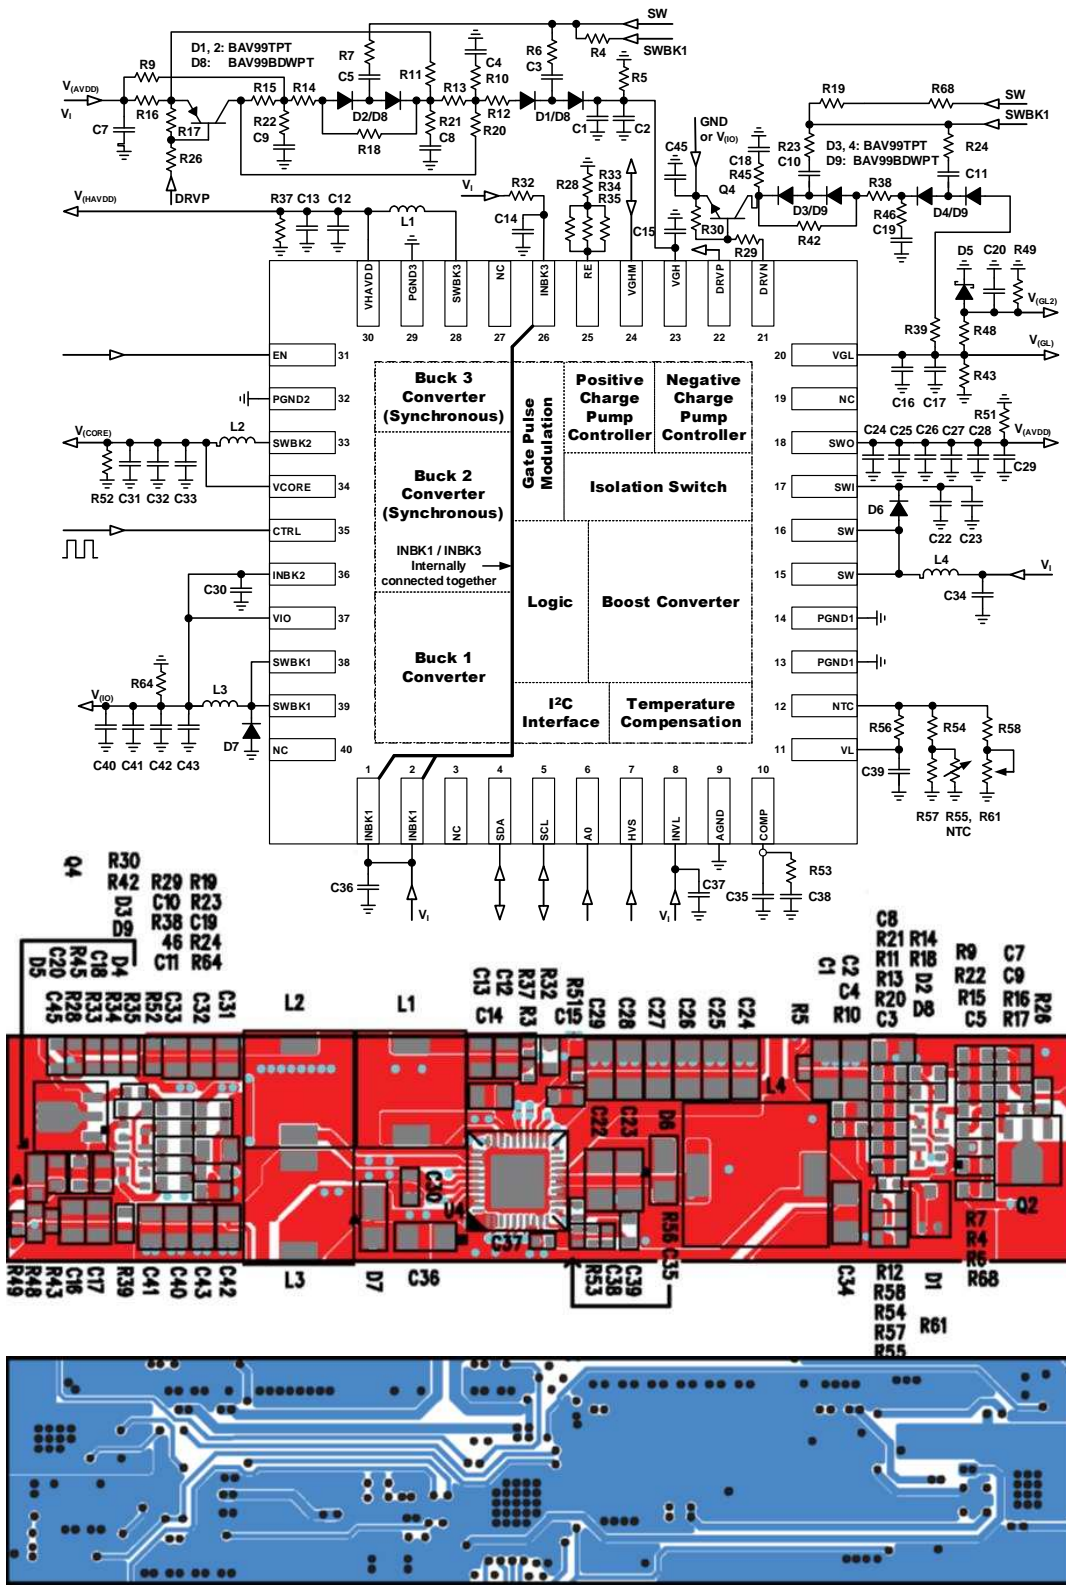 SW
D1, 2: BAV99TPT
D8: BAV99BDWPT
R7
R6
R4
SWBK1
C4
C5
R11
C3
R5
R9
R10
V(AVDD)
VI
R15
R14
R13
R12
R16
D2/D8
D1/D8
C7
R17
R22
C9
R21
C8
R20
C1
C2
R18
R26
DRVP
R19
R68
SW
SWBK1
GND
or V(IO)
R23
C10
D3, 4: BAV99TPT
D9: BAV99BDWPT
R24
C45
C18
R45
Q4
C11
R38
D3/D9
D4/D9
R46
C19
R42
R30
R29
V(HAVDD)
R37
C13
C12
L1
VI
R32
C14
R28
R33
R34
R35
C15
D5
C20
R49
V(GL2)
R39
R48
VHAVDD
PGND3
SWBK3
NC
INBK3
RE
VGHM
VGH
DRVP
DRVN
30
29
28
27
26
25
24
23
22
21
EN
31
20
VGL
V(GL)
R43
C16
C17
PGND2
32
19
NC
R51
L2
V(CORE)
SWBK2
33
18
SWO
C24
C25
C26
C27
C28
V(AVDD)
C29
R52
C31
C32
C33
VCORE
34
17
SWI
D6
C22
C23
CTRL
35
16
SW
INBK2
36
15
SW
L4
VI
C30
C34
VIO
37
14
PGND1
R64
SWBK1
38
13
PGND1
L3
V(IO)
SWBK1
39
12
NTC
R56
R54
R58
D7
NC
40
11
VL
C40
C41
C42
C43
C39
R57
R55,
NTC
R61
Buck 3
Converter
(Synchronous)
Buck 2
Converter
(Synchronous)
INBK1 / INBK3
Internally
connected together
Buck 1
Converter
Gate Pulse
Modulation
Positive
Charge
Pump
Controller
Negative
Charge
Pump
Controller
Isolation Switch
Logic
Boost Converter
I²C
Interface
Temperature
Compensation
1
2
3
4
5
6
7
8
9
10
INBK1
INBK1
NC
SDA
SCL
A0
HVS
INVL
AGND
COMP
C36
VI
VI
C37
C35
R53
C38
Q4
R30
R42
D3
D9
R29
C10
R38
46
C11
R19
R23
C19
R24
R64
D5
C20
R45
C18
D4
C45
R28
R33
R34
R35
R52
C33
C32
C31
L2
L1
C13
C12
R37
R32
C14
R3
C15
R51
C29
C28
C27
C26
C25
C24
R5
C1
C2
C4
R10
C8
R21
R11
R13
R20
C3
R14
R18
D2
D8
R9
R22
R15
C5
C7
C9
R16
R17
R26
L4
C22
C23
D6
C30
U4
C37
Q2
R49
R48
R43
C16
C17
R39
C41
C40
C43
C42
L3
D7
C36
R53
C38
C39
R56
C35
C34
R12
R58
R54
R57
R55
D1
R61
R7
R4
R6
R68